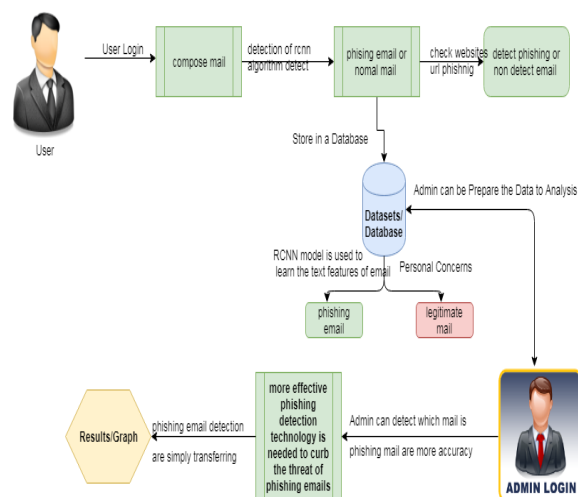 User Login
compose mail
detection of rcnn
algorithm detect
phising email or
nomal mail
check websites
url phishnig
detect phishing or
non detect email
User
Store in a Database
Admin can be Prepare the Data to Analysis
Datasets/
Database
RCNN model is used to
learn the text features of email
Personal Concerns
phishing
email
legitimate
mail
Results/Graph
phishing email detection
are simply transferring
more effective
phishing
detection
technology is
needed to curb
the threat of
phishing emails
Admin can detect which mail is
phishing mail are more accuracy
ADMIN LOGIN